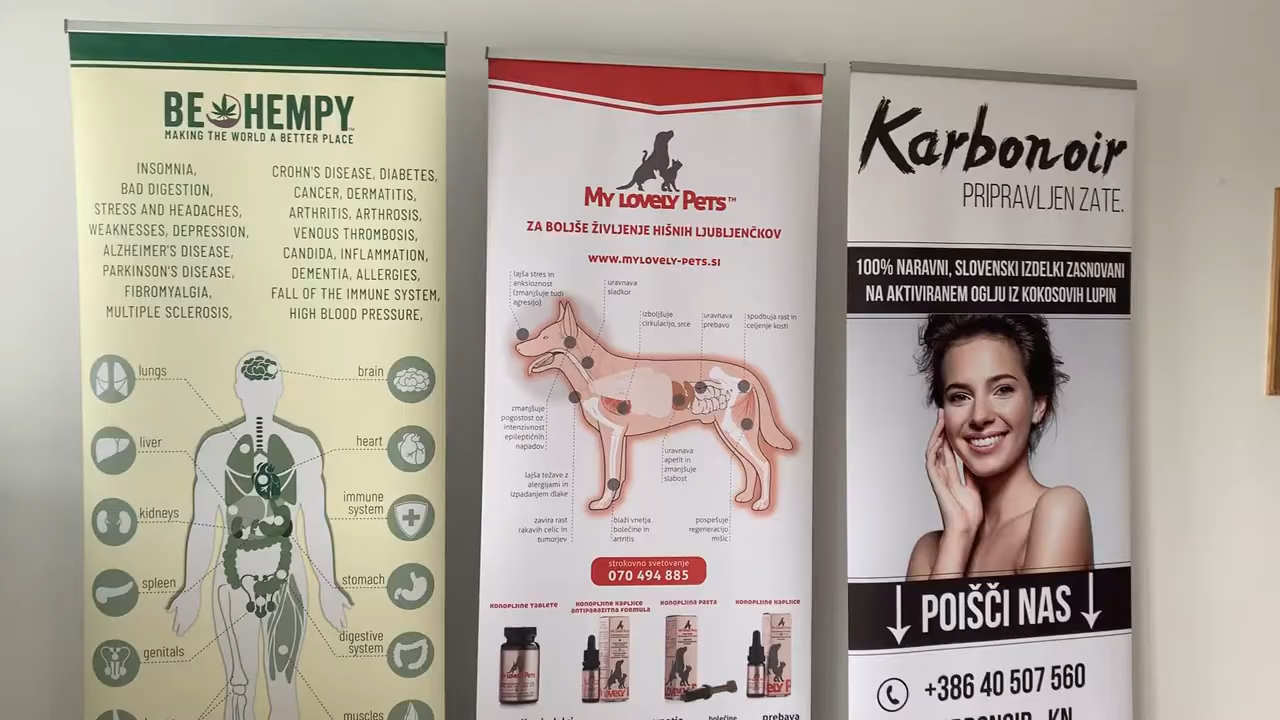 BE HEMPY
MAKING THE WORLD A BETTER PLACE
INSOMNIA,
BAD DIGESTION,
STRESS AND HEADACHES,
WEAKNESSES, DEPRESSION,
ALZHEIMER'S DISEASE,
PARKINSON'S DISEASE,
FIBROMYALGIA,
MULTIPLE SCLEROSIS,
CROHN'S DISEASE, DIABETES,
CANCER, DERMATITIS,
ARTHRITIS, ARTHROSIS,
VENOUS THROMBOSIS,
CANDIDA, INFLAMMATION,
DEMENTIA, ALLERGIES,
FALL OF THE IMMUNE SYSTEM,
HIGH BLOOD PRESSURE,
lungs
liver
kidneys
spleen
genitals
brain
heart
immune
system
stomach
digestive
system
muscles
MY LOVELY PETS™
ZA BOLJŠE ŽIVLJENJE HIŠNIH LJUBLJENČKOV
WWW.MYLOVELY-PETS.SI
lajša stres in
anksioznost
(zmanjšuje tudi
agresijo)
uravnava
sladkor
izboljšuje
cirkulacijo, srce
uravnava
prebavo
spodbuja rast in
celjenje kosti
zmanjšuje
pogostost oz.
intenzivnost
epileptičnih
napadov
lajša težave z
alergijami in
izpadanjem dlake
uravnava
apetit in
zmanjšuje
slabost
zavira rast
rakavih celic in
tumorjev
blaži vnetja,
bolečine in
artritis
pospešuje
regeneracijo
mišic
strokovno svetovanje
070 494 885
KONOPLJINE TABLETE
KONOPLJINE KAPLJICE
ANTIPARAZITNA FORMULA
KONOPLJINA PASTA
KONOPLJINE KAPLJICE
bolečine
prebava
Karbonoir
PRIPRAVLJEN ZATE.
100% NARAVNI, SLOVENSKI IZDELKI ZASNOVANI
NA AKTIVIRANEM OGLJU IZ KOKOSOVIH LUPIN
POIŠČI NAS
+386 40 507 560